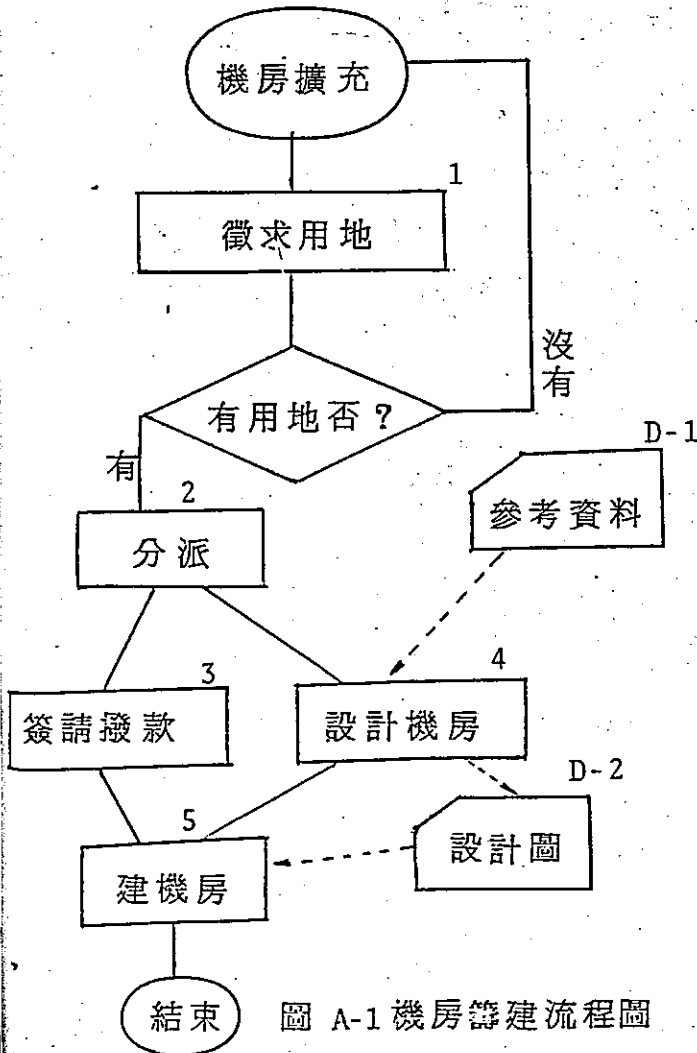 機房擴充
1
徵求用地
有用地否？
沒有
有
D-1
參考資料
2
分派
3
簽請撥款
4
設計機房
D-2
設計圖
5
建機房
結束
圖 A-1 機房籌建流程圖